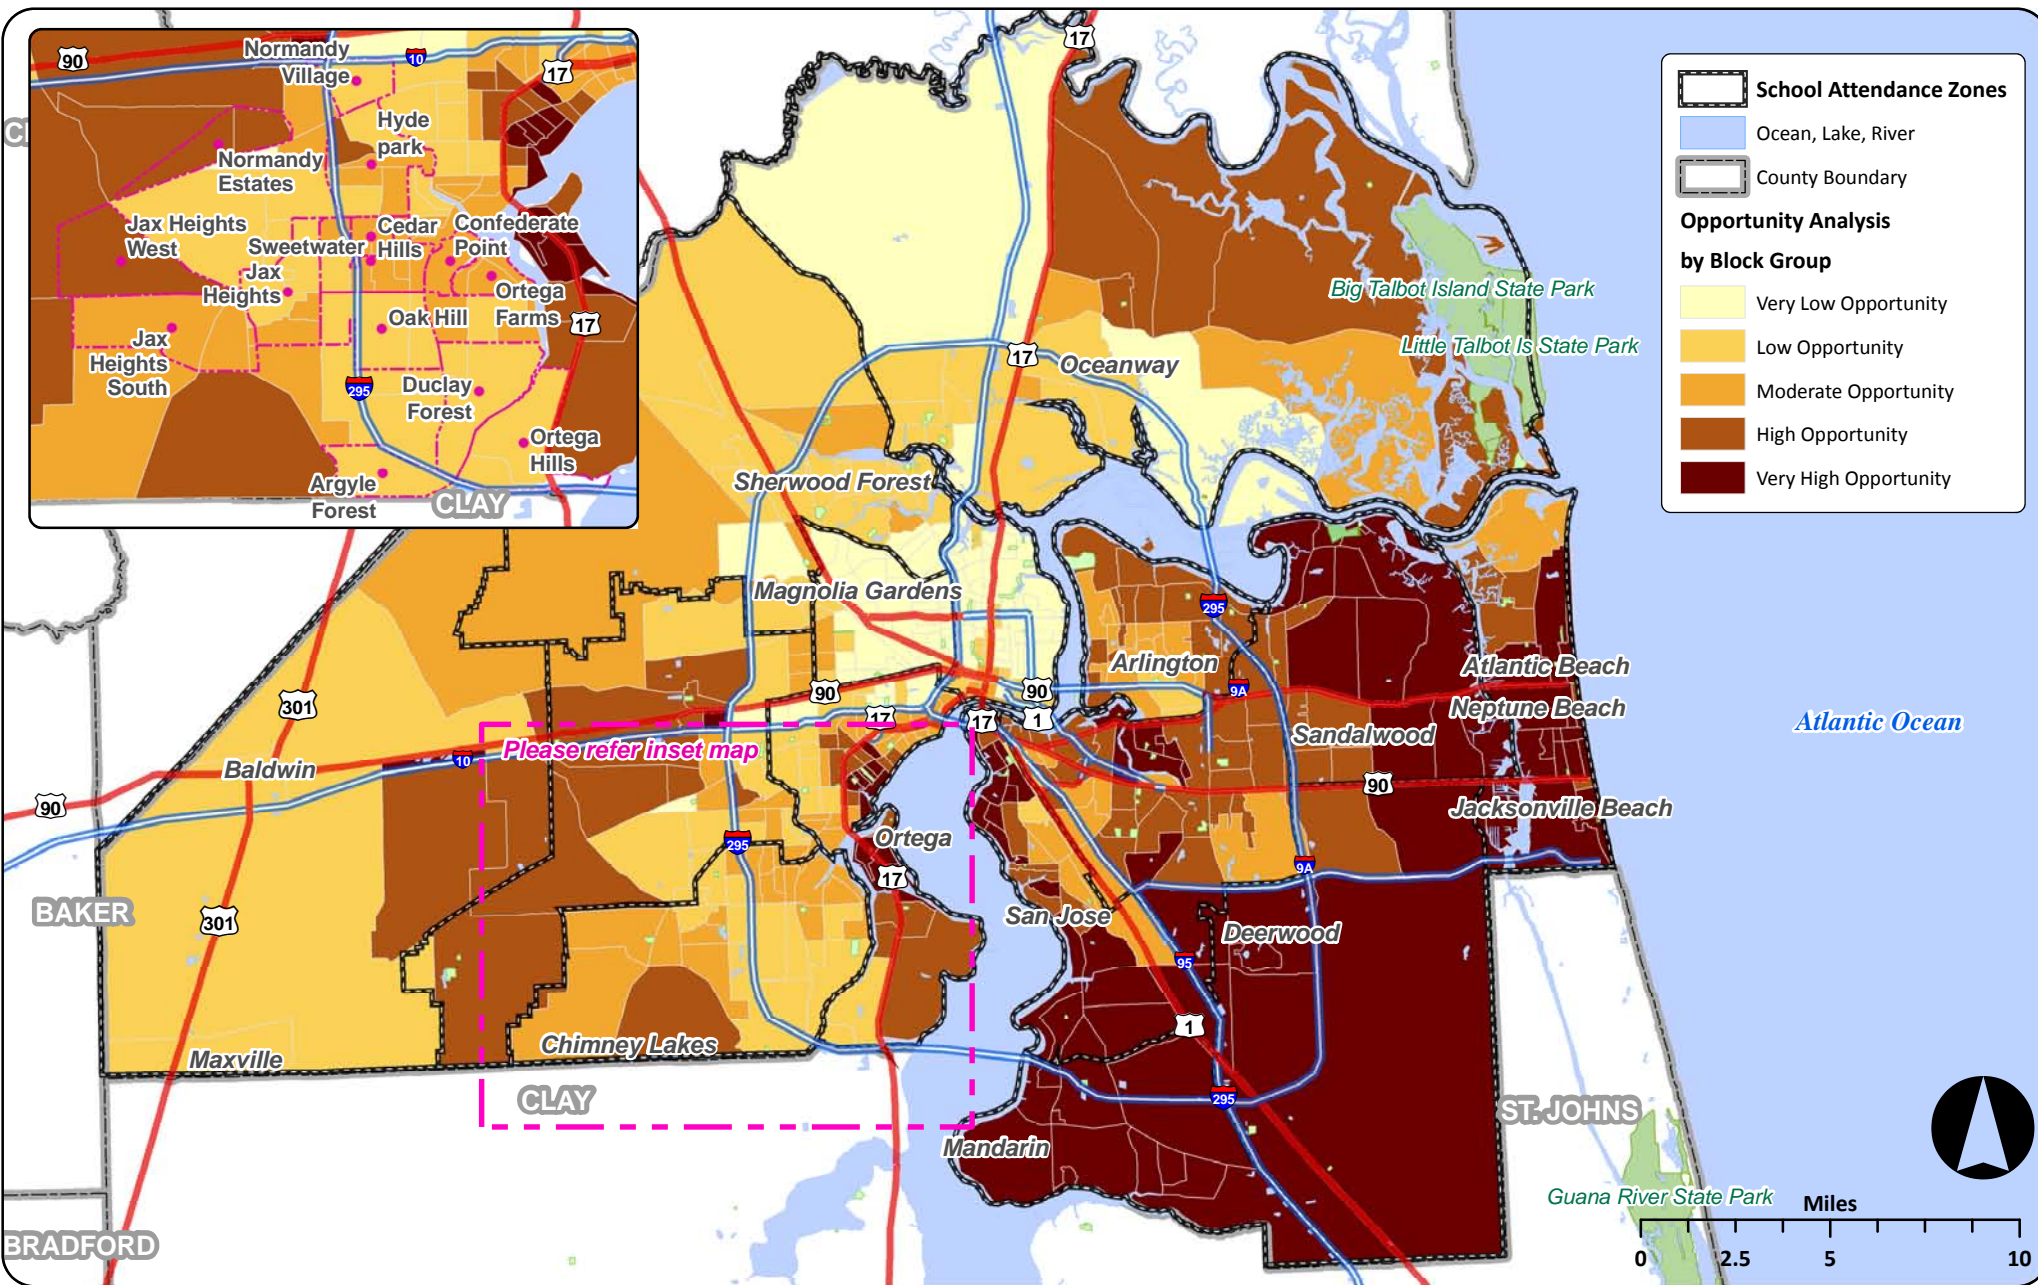 90
Normandy
Village
10
17
Hyde
park
Normandy
Estates
Jax Heights
West
Sweetwater
Cedar
Hills
Confederate
Point
Jax
Heights
Ortega
Farms
Oak Hill
17
Jax
Heights
South
295
Duclay
Forest
Ortega
Hills
Argyle
Forest
CLAY
17
School Attendance Zones
Ocean, Lake, River
County Boundary
Opportunity Analysis
by Block Group
Very Low Opportunity
Low Opportunity
Moderate Opportunity
High Opportunity
Very High Opportunity
Big Talbot Island State Park
Little Talbot Is State Park
17
Oceanway
Sherwood Forest
Magnolia Gardens
295
Arlington
Atlantic Beach
9A
90
90
301
17
17
1
Neptune Beach
Sandalwood
Atlantic Ocean
Please refer inset map
10
Baldwin
90
90
Jacksonville Beach
295
Ortega
17
9A
BAKER
301
San Jose
Deerwood
95
1
Chimney Lakes
Maxville
CLAY
295
ST. JOHNS
Mandarin
Guana River State Park
Miles
BRADFORD
0
2.5
5
10